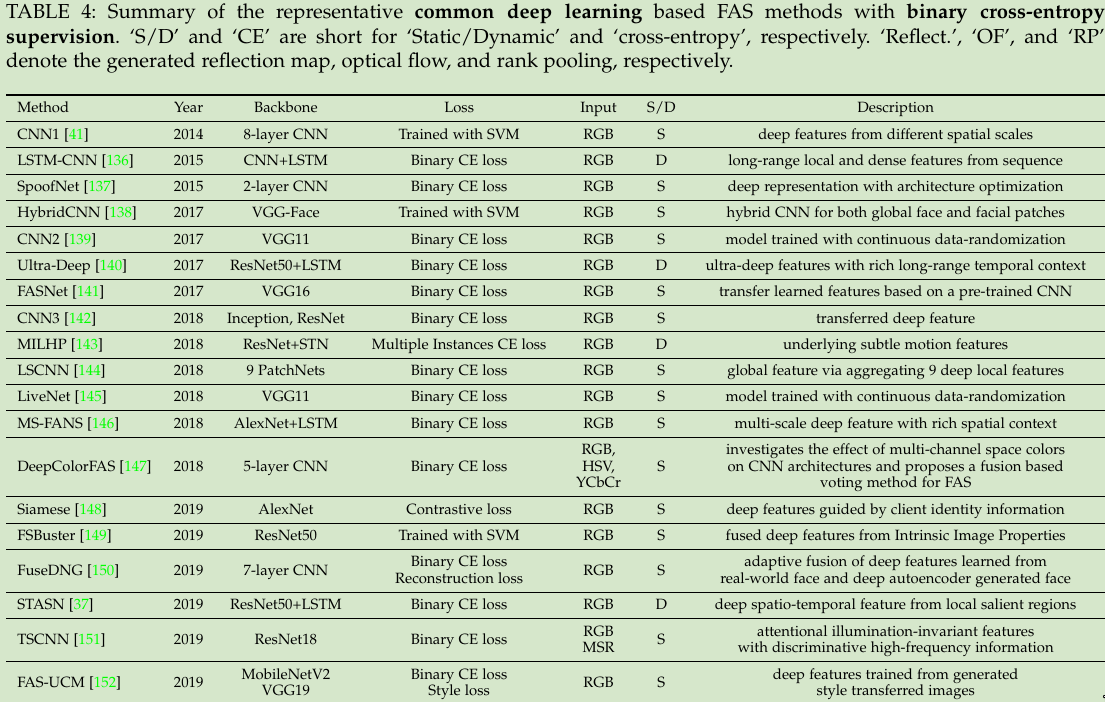 TABLE 4: Summary of the representative common deep learning based FAS methods with binary cross-entropy
supervision. ‘S/D’ and ‘CE’ are short for ‘Static/Dynamic’ and ‘cross-entropy’, respectively. ‘Reflect.’, ‘OF’, and ‘RP’
denote the generated reflection map, optical flow, and rank pooling, respectively.
Method Year Backbone Loss Input S/D Description
CNN1 [41] 2014 8-layer CNN Trained with SVM RGB S deep features from different spatial scales
LSTM-CNN [136] 2015 CNN+LSTM Binary CE loss RGB D long-range local and dense features from sequence
SpoofNet [137] 2015 2-layer CNN Binary CE loss RGB S deep representation with architecture optimization
HybridCNN [138] 2017 VGG-Face Trained with SVM RGB S hybrid CNN for both global face and facial patches
CNN2 [139] 2017 VGG11 Binary CE loss RGB S model trained with continuous data-randomization
Ultra-Deep [140] 2017 ResNet50+LSTM Binary CE loss RGB D ultra-deep features with rich long-range temporal context
FASNet [141] 2017 VGG16 Binary CE loss RGB S transfer learned features based on a pre-trained CNN
CNN3 [142] 2018 Inception, ResNet Binary CE loss RGB S transferred deep feature
MILHP [143] 2018 ResNet+STN Multiple Instances CE loss RGB D underlying subtle motion features
LSCNN [144] 2018 9 PatchNets Binary CE loss RGB S global feature via aggregating 9 deep local features
LiveNet [145] 2018 VGG11 Binary CE loss RGB S model trained with continuous data-randomization
MS-FANS [146] 2018 AlexNet+LSTM Binary CE loss RGB S multi-scale deep feature with rich spatial context
RGB, investigates the effect of multi-channel space colors
DeepColorFAS [147] 2018 5-layer CNN Binary CE loss HSV, S on CNN architectures and proposes a fusion based
YCbCr voting method for FAS
Siamese [148] 2019 AlexNet Contrastive loss RGB S deep features guided by client identity information
FSBuster [149] 2019 ResNet50 Trained with SVM RGB S fused deep features from Intrinsic Image Properties
FuseDNG [150] 2019 7-layer CNN Binary CE loss RGB S adaptive fusion of deep features learned from
Reconstruction loss real-world face and deep autoencoder generated face
STASN [37] 2019 ResNet50+LSTM Binary CE loss RGB D deep spatio-temporal feature from local salient regions
TSCNN [151] 2019 ResNet18 Binary CE loss RGB S attentional illumination-invariant features
MSR with discriminative high-frequency information
FAS-UCM [152] 2019 MobileNetV2 Binary CE loss RGB S deep features trained from generated
VGG19 Style loss style transferred images